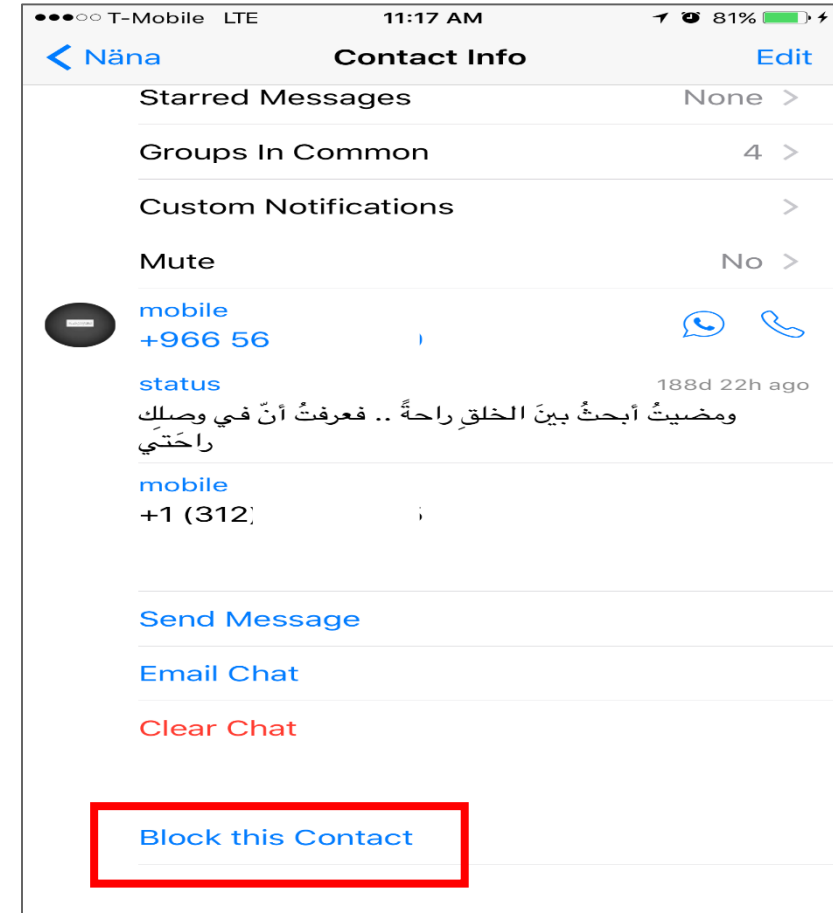 T-Mobile LTE 11:17 AM 81%
Näna Contact Info Edit
Starred Messages None
Groups In Common 4
Custom Notifications
Mute No
mobile
+966 56
status 188d 22h ago
ومضيتُ أبحثُ بينَ الخلقِ راحةً .. فعرفتُ أنّ في وصلِك
راحَتي
mobile
+1 (312)
Send Message
Email Chat
Clear Chat
Block this Contact